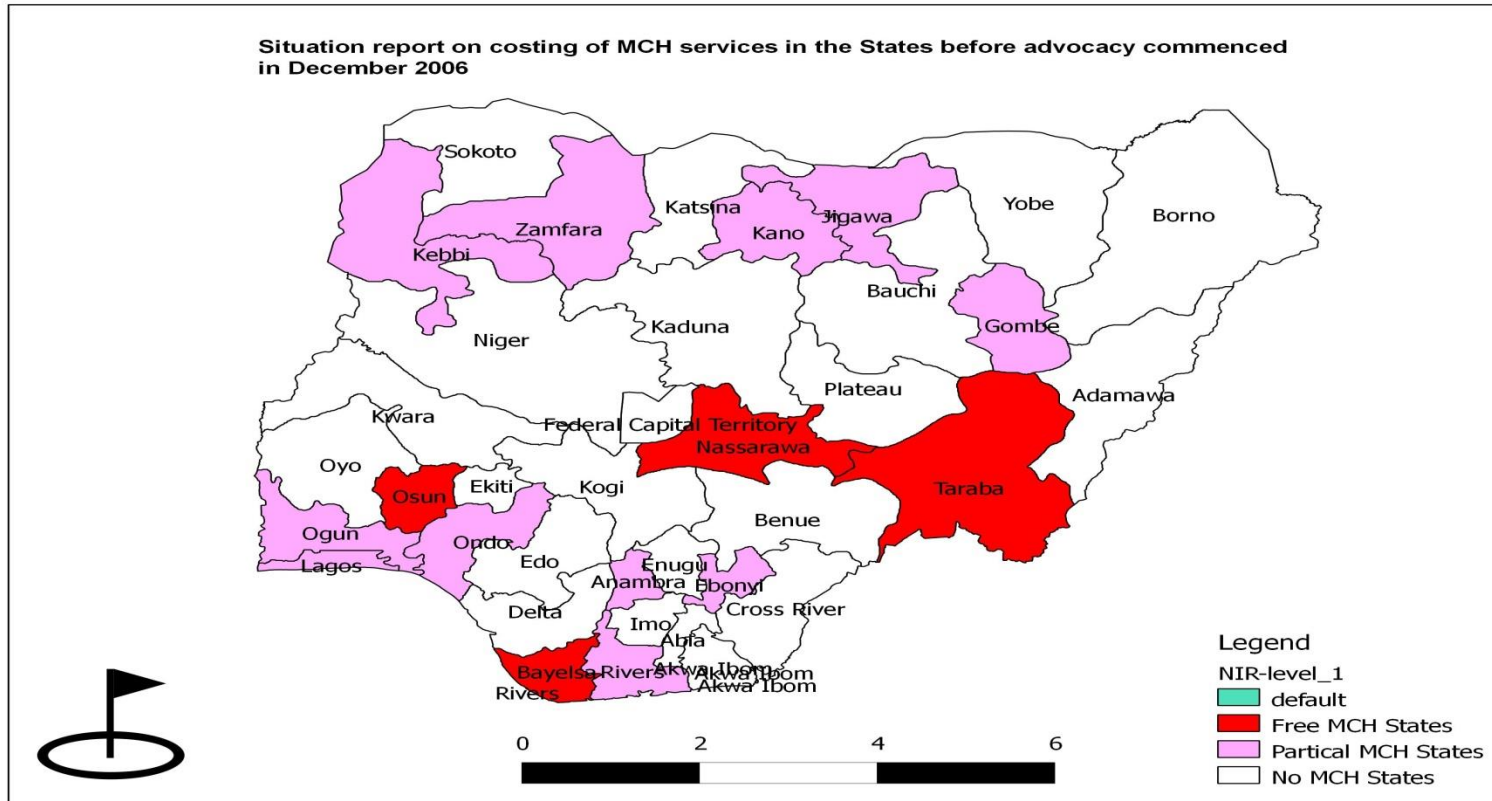 Situation report on costing of MCH services in the States before advocacy commenced
in December 2006
Sokoto
Katsina
Yobe
Borno
Zamfara
Kano
Jigawa
Kebbi
Bauchi
Gombe
Niger
Kaduna
Plateau
Adamawa
Kwara
Federal Capital Territory
Nassarawa
Oyo
Osun
Ekiti
Kogi
Taraba
Benue
Ogun
Ondo
Edo
Lagos
Enugu
Anambra
Ebonyi
Delta
Cross River
Imo
Abia
Bayelsa
Rivers
Akwa Ibom
Akwa Ibom
Akwa Ibom
Rivers
Legend
NIR-level_1
default
Free MCH States
Partical MCH States
No MCH States
0 2 4 6